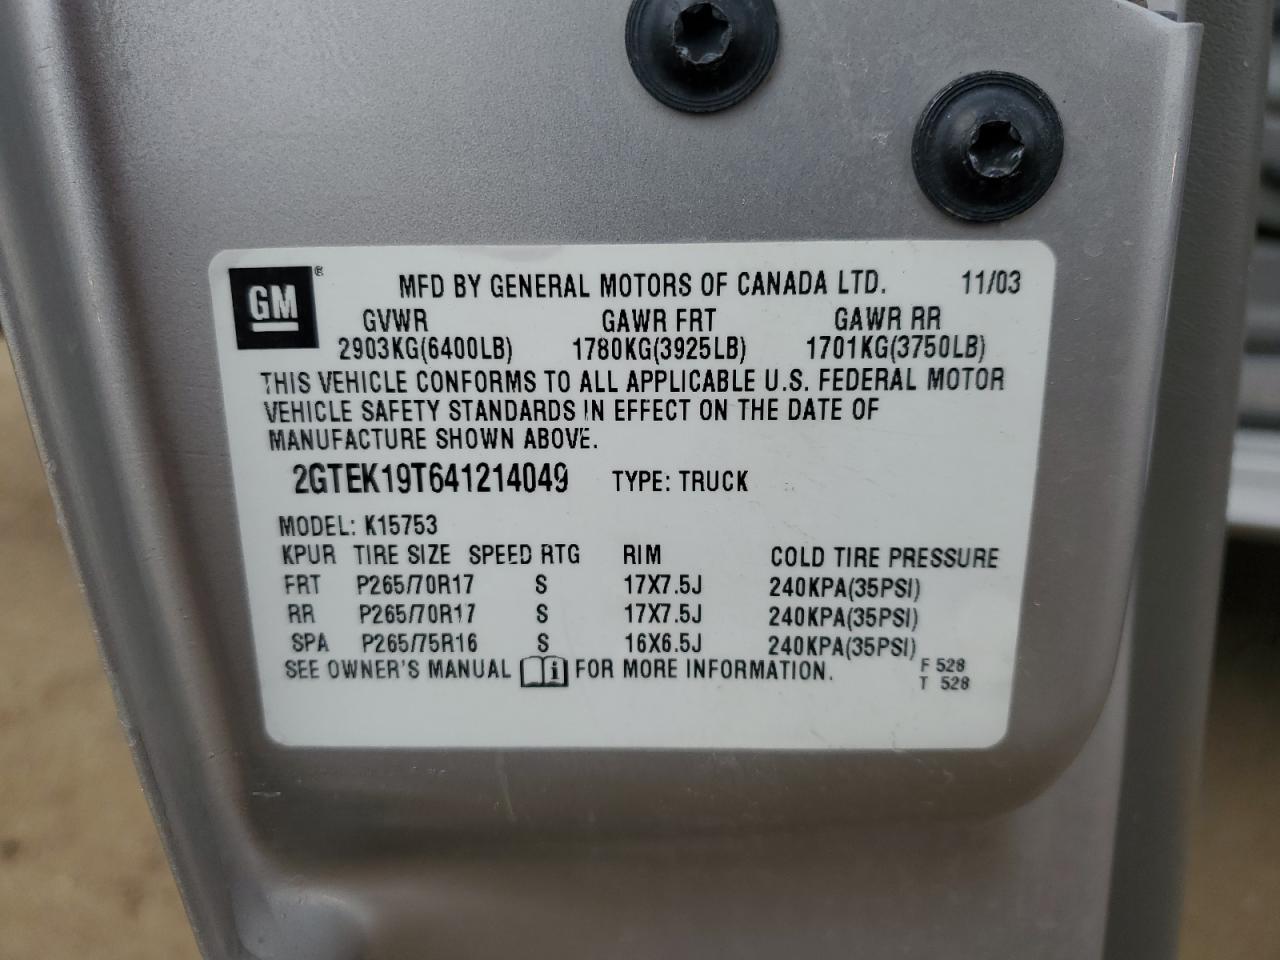 GM ® MFD BY GENERAL MOTORS OF CANADA LTD. 11/03
GVWR GAWR FRT GAWR RR
2903KG(6400LB) 1780KG(3925LB) 1701KG(3750LB)
THIS VEHICLE CONFORMS TO ALL APPLICABLE U.S. FEDERAL MOTOR
VEHICLE SAFETY STANDARDS IN EFFECT ON THE DATE OF
MANUFACTURE SHOWN ABOVE.
2GTEK19T641214049 TYPE: TRUCK
MODEL: K15753
KPUR TIRE SIZE SPEED RTG RIM COLD TIRE PRESSURE
FRT P265/70R17 S 17X7.5J 240KPA(35PSI)
RR P265/70R17 S 17X7.5J 240KPA(35PSI)
SPA P265/75R16 S 16X6.5J 240KPA(35PSI)
SEE OWNER'S MANUAL i FOR MORE INFORMATION. F 528
T 528